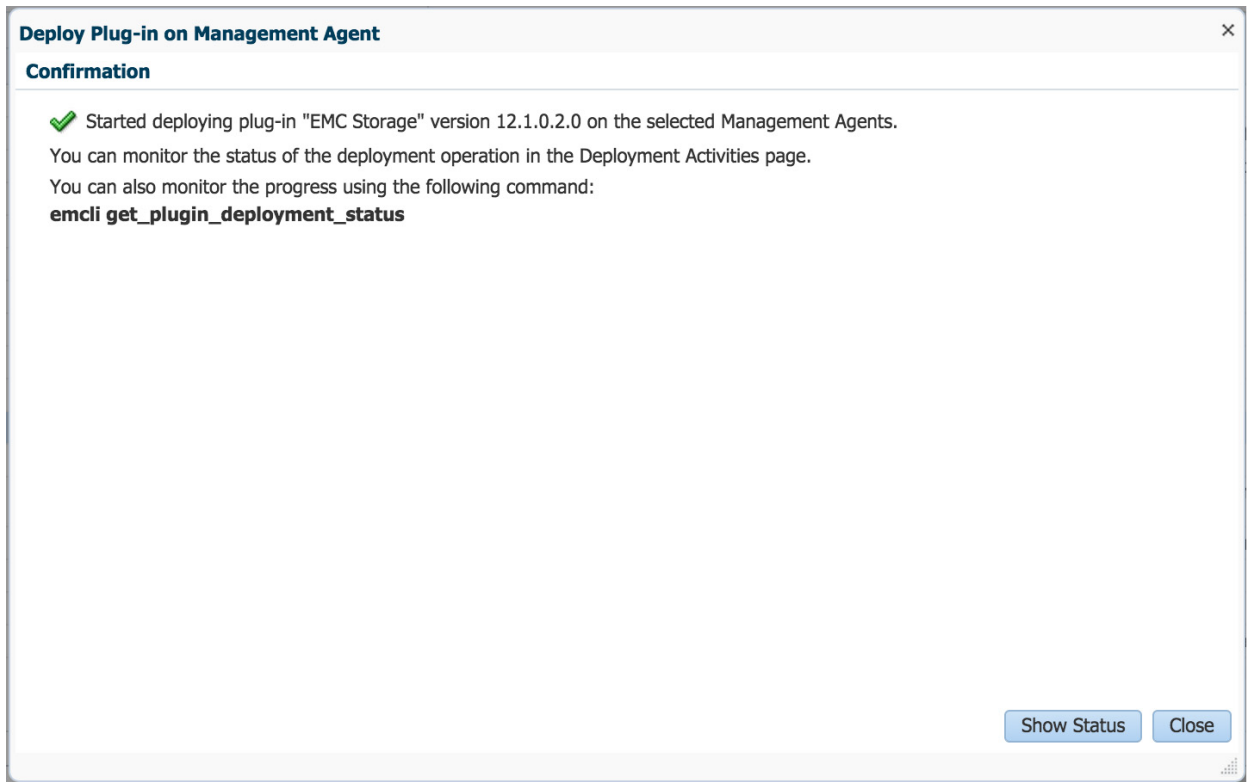 Deploy Plug-in on Management Agent
Confirmation
Started deploying plug-in "EMC Storage" version 12.1.0.2.0 on the selected Management Agents.
You can monitor the status of the deployment operation in the Deployment Activities page.
You can also monitor the progress using the following command:
emcli get_plugin_deployment_status
Show Status Close